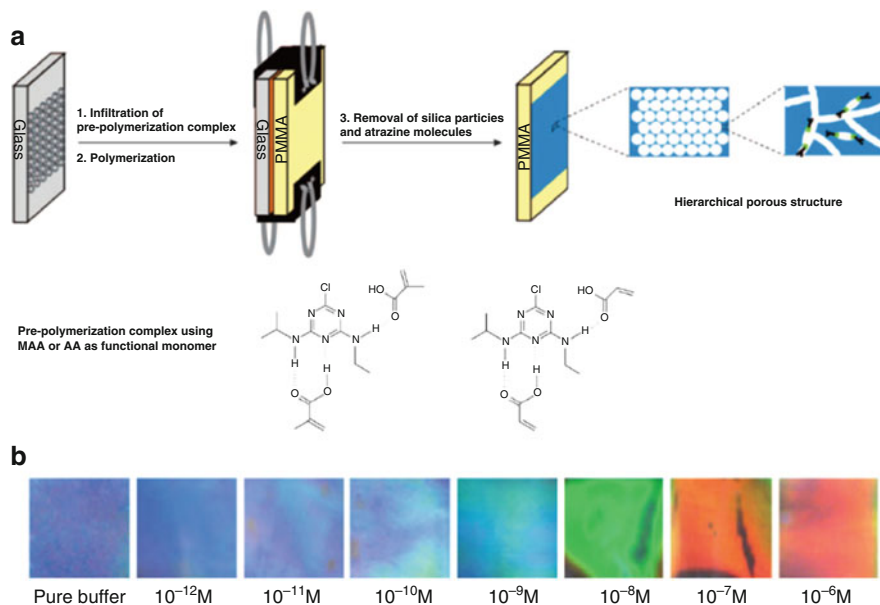 a
Glass
1. Infiltration of
pre-polymerization complex
2. Polymerization
Glass
PMMA
3. Removal of silica particies
and atrazine molecules
PMMA
Hierarchical porous structure
Pre-polymerization complex using
MAA or AA as functional monomer
Cl
N
N
N
N
N
H
H
H
O
O
HO
O
Cl
N
N
N
N
N
H
H
H
O
O
HO
O
b
Pure buffer
10⁻¹²M
10⁻¹¹M
10⁻¹⁰M
10⁻⁹M
10⁻⁸M
10⁻⁷M
10⁻⁶M